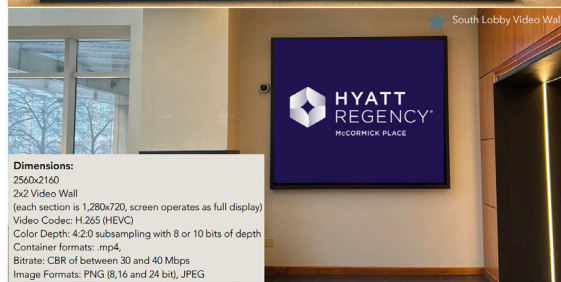 South Lobby Video Wal
HYATT
REGENCY®
McCORMICK PLACE
Dimensions:
2560x2160
2x2 Video Wall
(each section is 1,280x720, screen operates as full display)
Video Codec: H.265 (HEVC)
Color Depth: 4:2:0 subsampling with 8 or 10 bits of depth
Container formats: .mp4,
Bitrate: CBR of between 30 and 40 Mbps
Image Formats: PNG (8,16 and 24 bit), JPEG